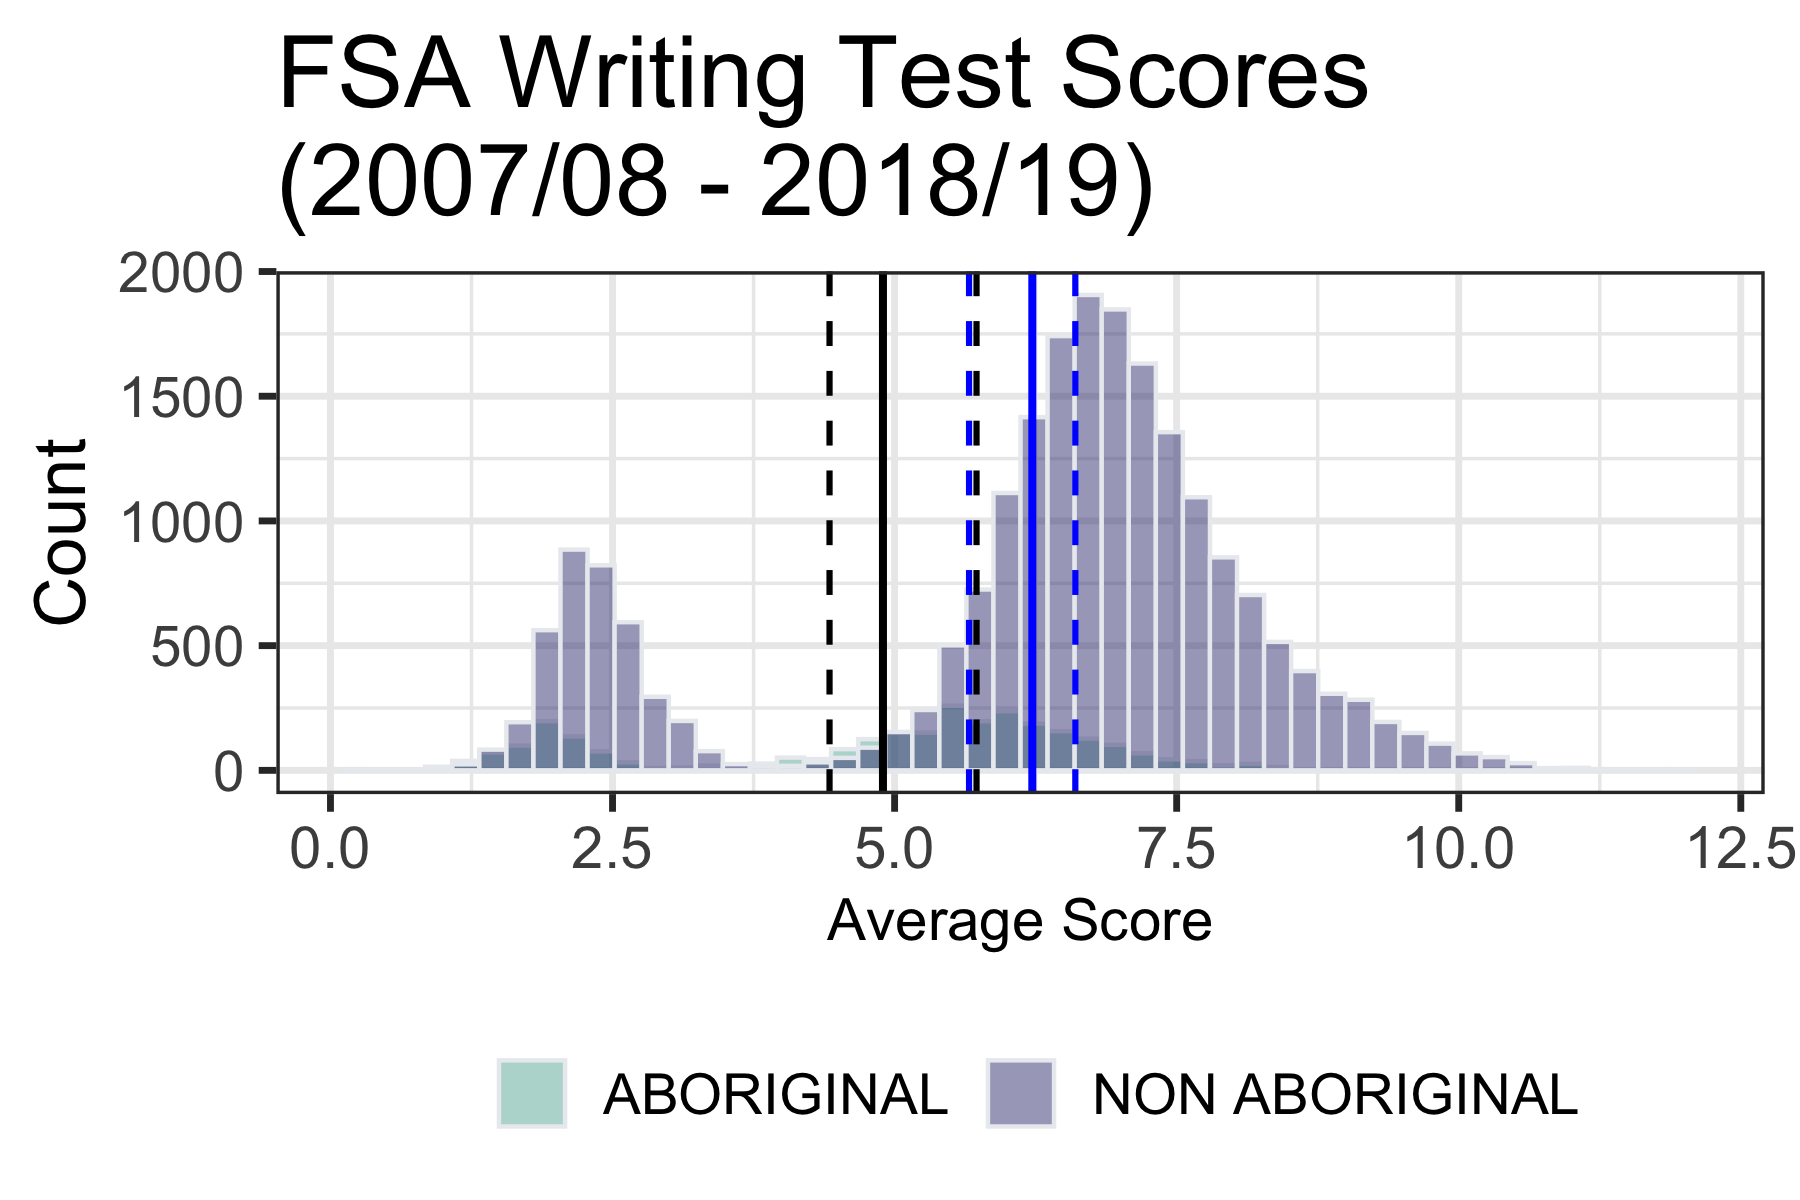 FSA Writing Test Scores
(2007/08 - 2018/19)
2000
1500
1000
500
0
Count
0.0 2.5 5.0 7.5 10.0 12.5
Average Score
ABORIGINAL NON ABORIGINAL